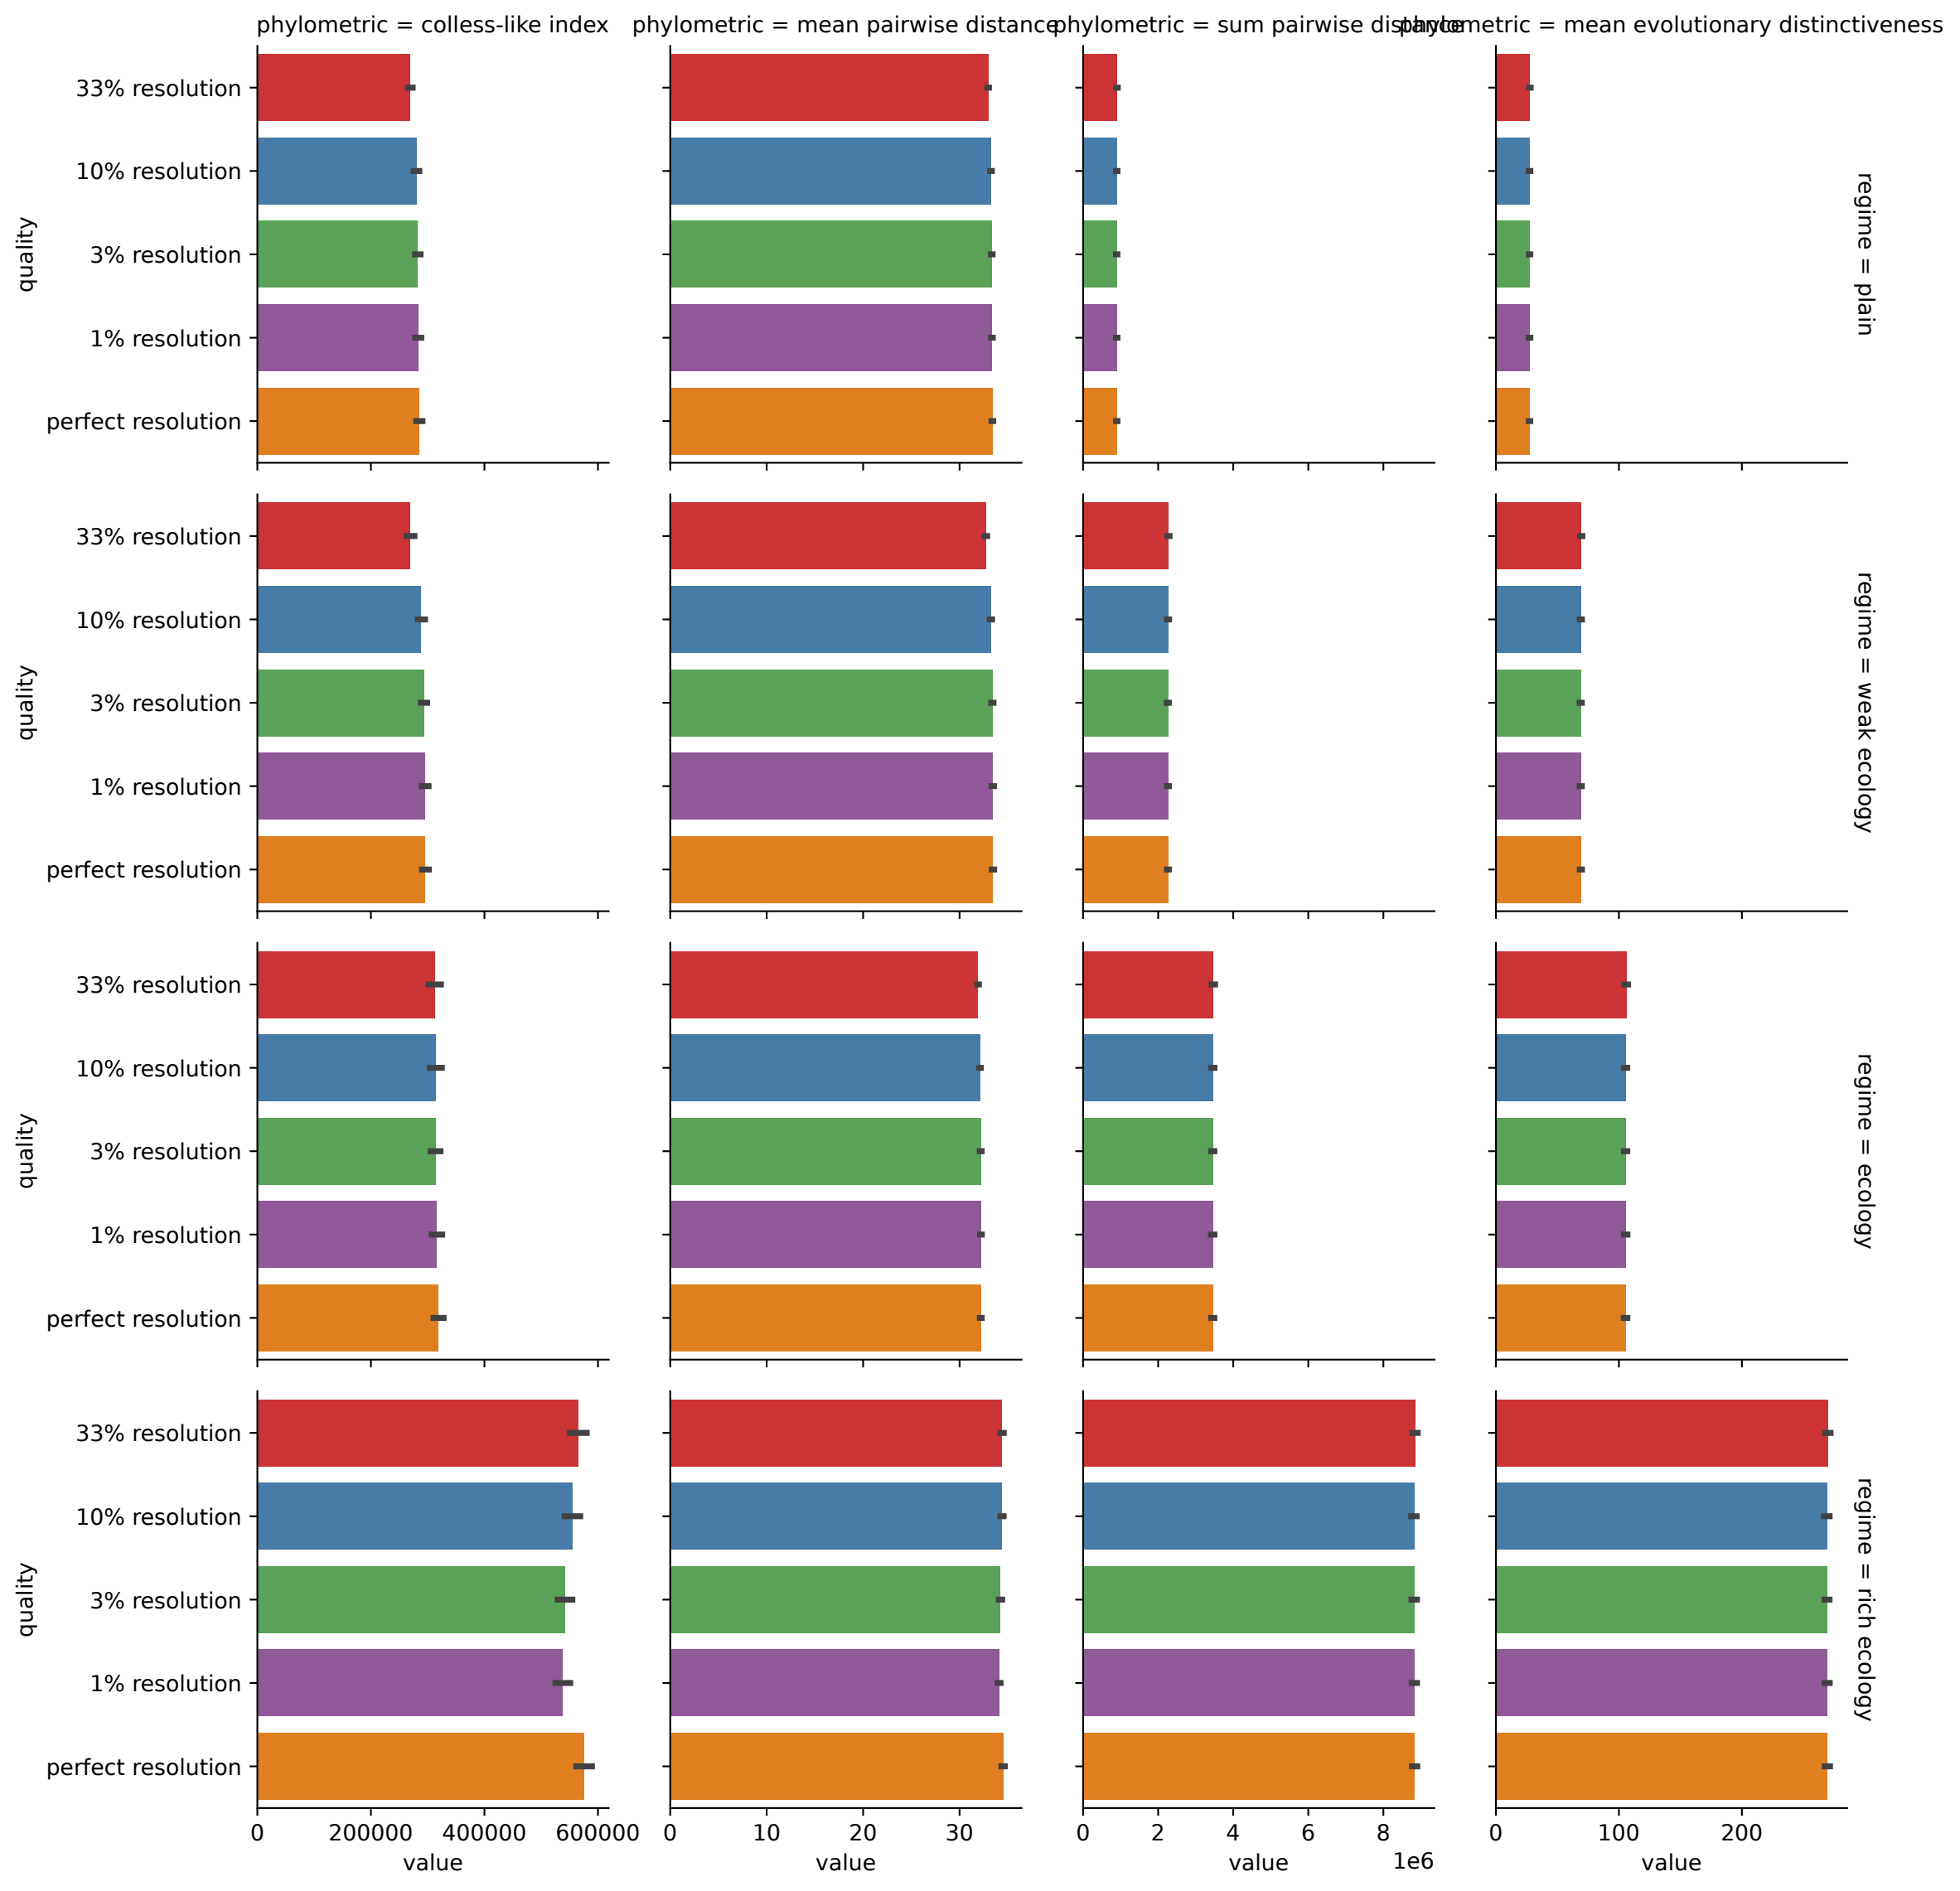 phylometric = colless-like index
phylometric = mean pairwise distance
phylometric = sum pairwise distance
phylometric = mean evolutionary distinctiveness
quality
33% resolution
10% resolution
3% resolution
1% resolution
perfect resolution
regime = plain
quality
33% resolution
10% resolution
3% resolution
1% resolution
perfect resolution
regime = weak ecology
quality
33% resolution
10% resolution
3% resolution
1% resolution
perfect resolution
regime = ecology
quality
33% resolution
10% resolution
3% resolution
1% resolution
perfect resolution
regime = rich ecology
0 200000 400000 600000
value
0 10 20 30
value
0 2 4 6 8
1e6
value
0 100 200
value